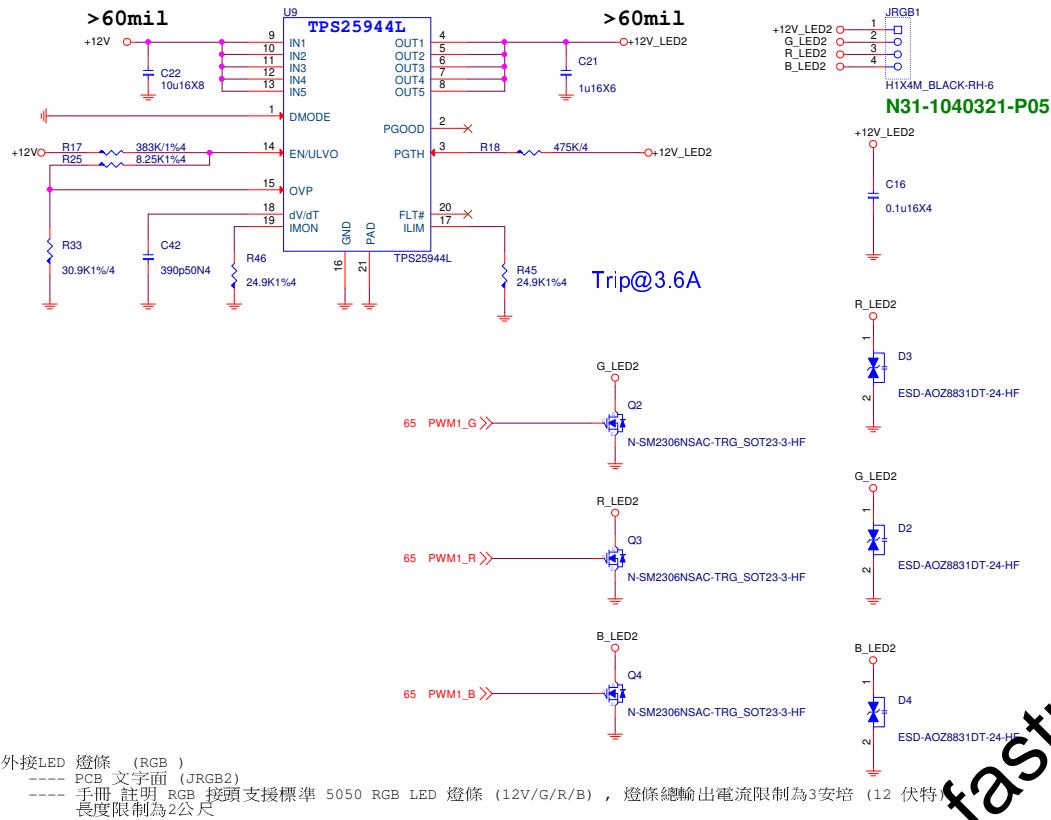 >60mil
>60mil
U9
TPS25944L
+12V
+12V_LED2
9 IN1
10 IN2
11 IN3
12 IN4
13 IN5
OUT1 4
OUT2 5
OUT3 6
OUT4 7
OUT5 8
C22
10u16X8
C21
1u16X6
1 DMODE
PGOOD 2
+12V
R17 383K/1%4
R25 8.25K1%4
14 EN/ULVO
PGTH 3
R18 475K/4
+12V_LED2
15 OVP
18 dV/dT
19 IMON
FLT# 20
ILIM 17
GND
PAD
16
21
TPS25944L
R33
30.9K1%/4
C42
390p50N4
R46
24.9K1%4
R45
24.9K1%4
Trip@3.6A
JRGB1
+12V_LED2 1
G_LED2 2
R_LED2 3
B_LED2 4
H1X4M_BLACK-RH-6
N31-1040321-P05
+12V_LED2
C16
0.1u16X4
R_LED2
1
D3
ESD-AOZ8831DT-24-HF
2
G_LED2
Q2
65 PWM1_G
N-SM2306NSAC-TRG_SOT23-3-HF
G_LED2
1
D2
ESD-AOZ8831DT-24-HF
2
R_LED2
Q3
65 PWM1_R
N-SM2306NSAC-TRG_SOT23-3-HF
B_LED2
Q4
65 PWM1_B
N-SM2306NSAC-TRG_SOT23-3-HF
B_LED2
1
D4
ESD-AOZ8831DT-24-HF
2
外接LED 燈條 (RGB )
---- PCB 文字面 (JRGB2)
---- 手冊 註明 RGB 接頭支援標準 5050 RGB LED 燈條 (12V/G/R/B) , 燈條總輸出電流限制為3安培 (12 伏特)
長度限制為2公尺